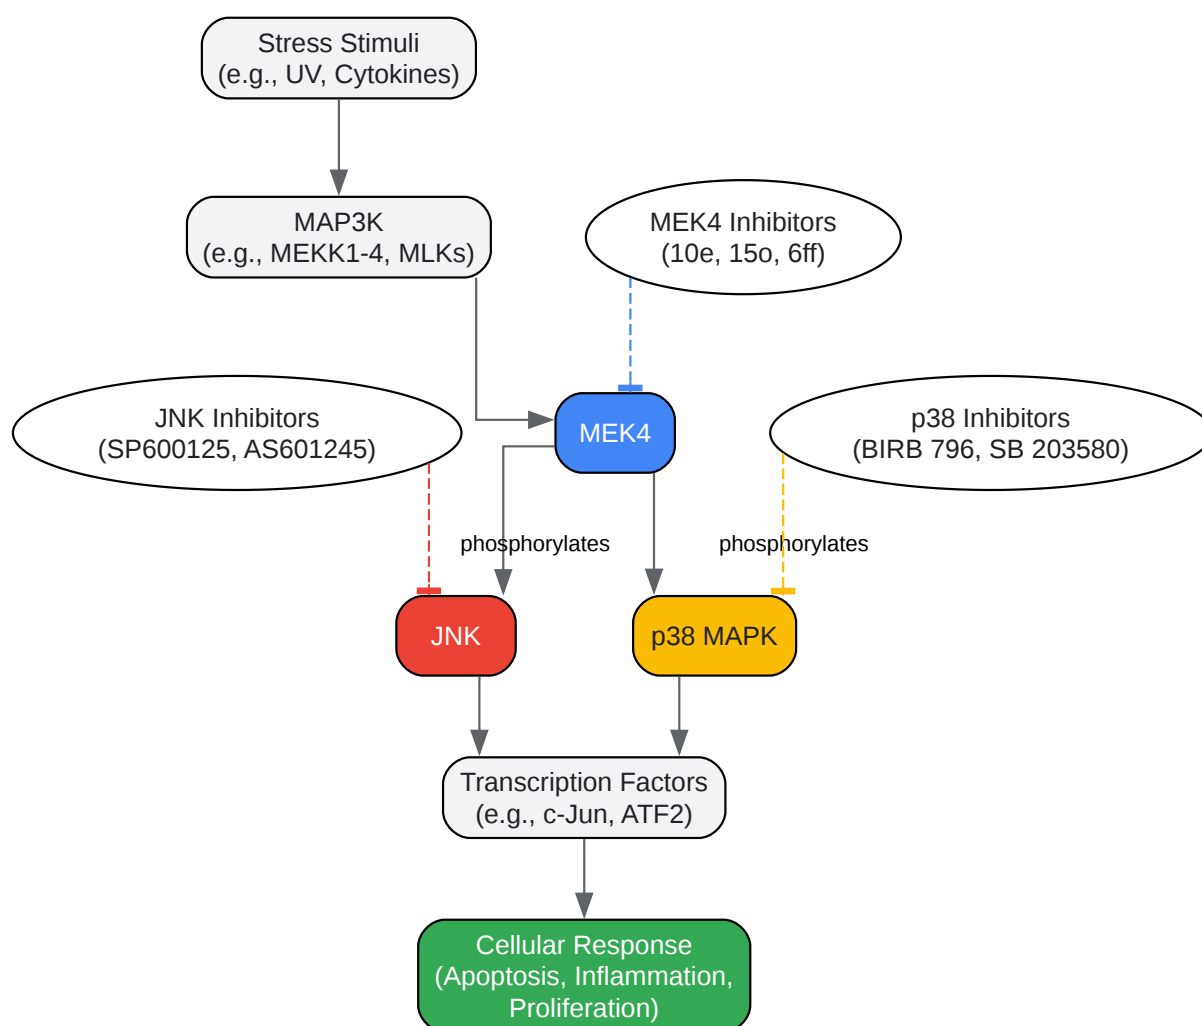 Stress Stimuli
(e.g., UV, Cytokines)
MAP3K
(e.g., MEKK1-4, MLKs)
MEK4 Inhibitors
(10e, 15o, 6ff)
JNK Inhibitors
(SP600125, AS601245)
MEK4
p38 Inhibitors
(BIRB 796, SB 203580)
phosphorylates
phosphorylates
JNK
p38 MAPK
Transcription Factors
(e.g., c-Jun, ATF2)
Cellular Response
(Apoptosis, Inflammation,
Proliferation)